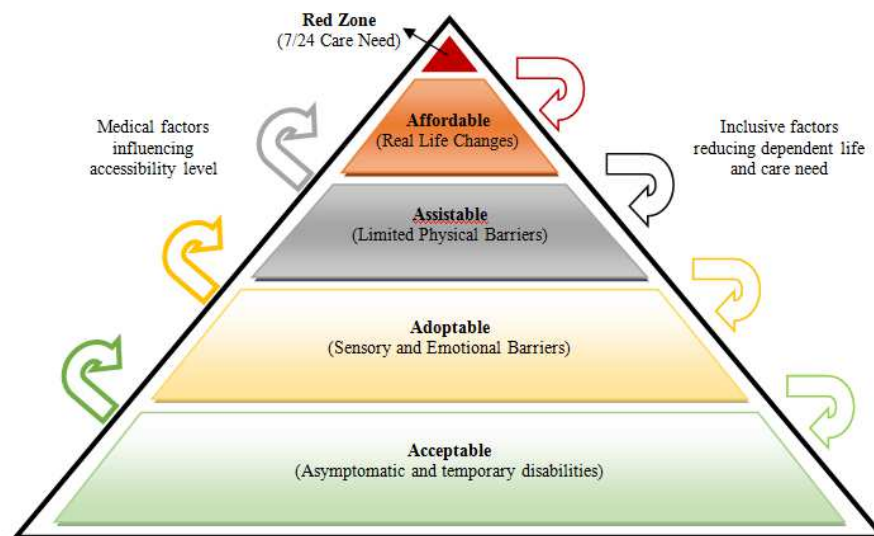 Red Zone
(7/24 Care Need)
Affordable
(Real Life Changes)
Medical factors
influencing
accessibility level
Inclusive factors
reducing dependent life
and care need
Assistable
(Limited Physical Barriers)
Adoptable
(Sensory and Emotional Barriers)
Acceptable
(Asymptomatic and temporary disabilities)